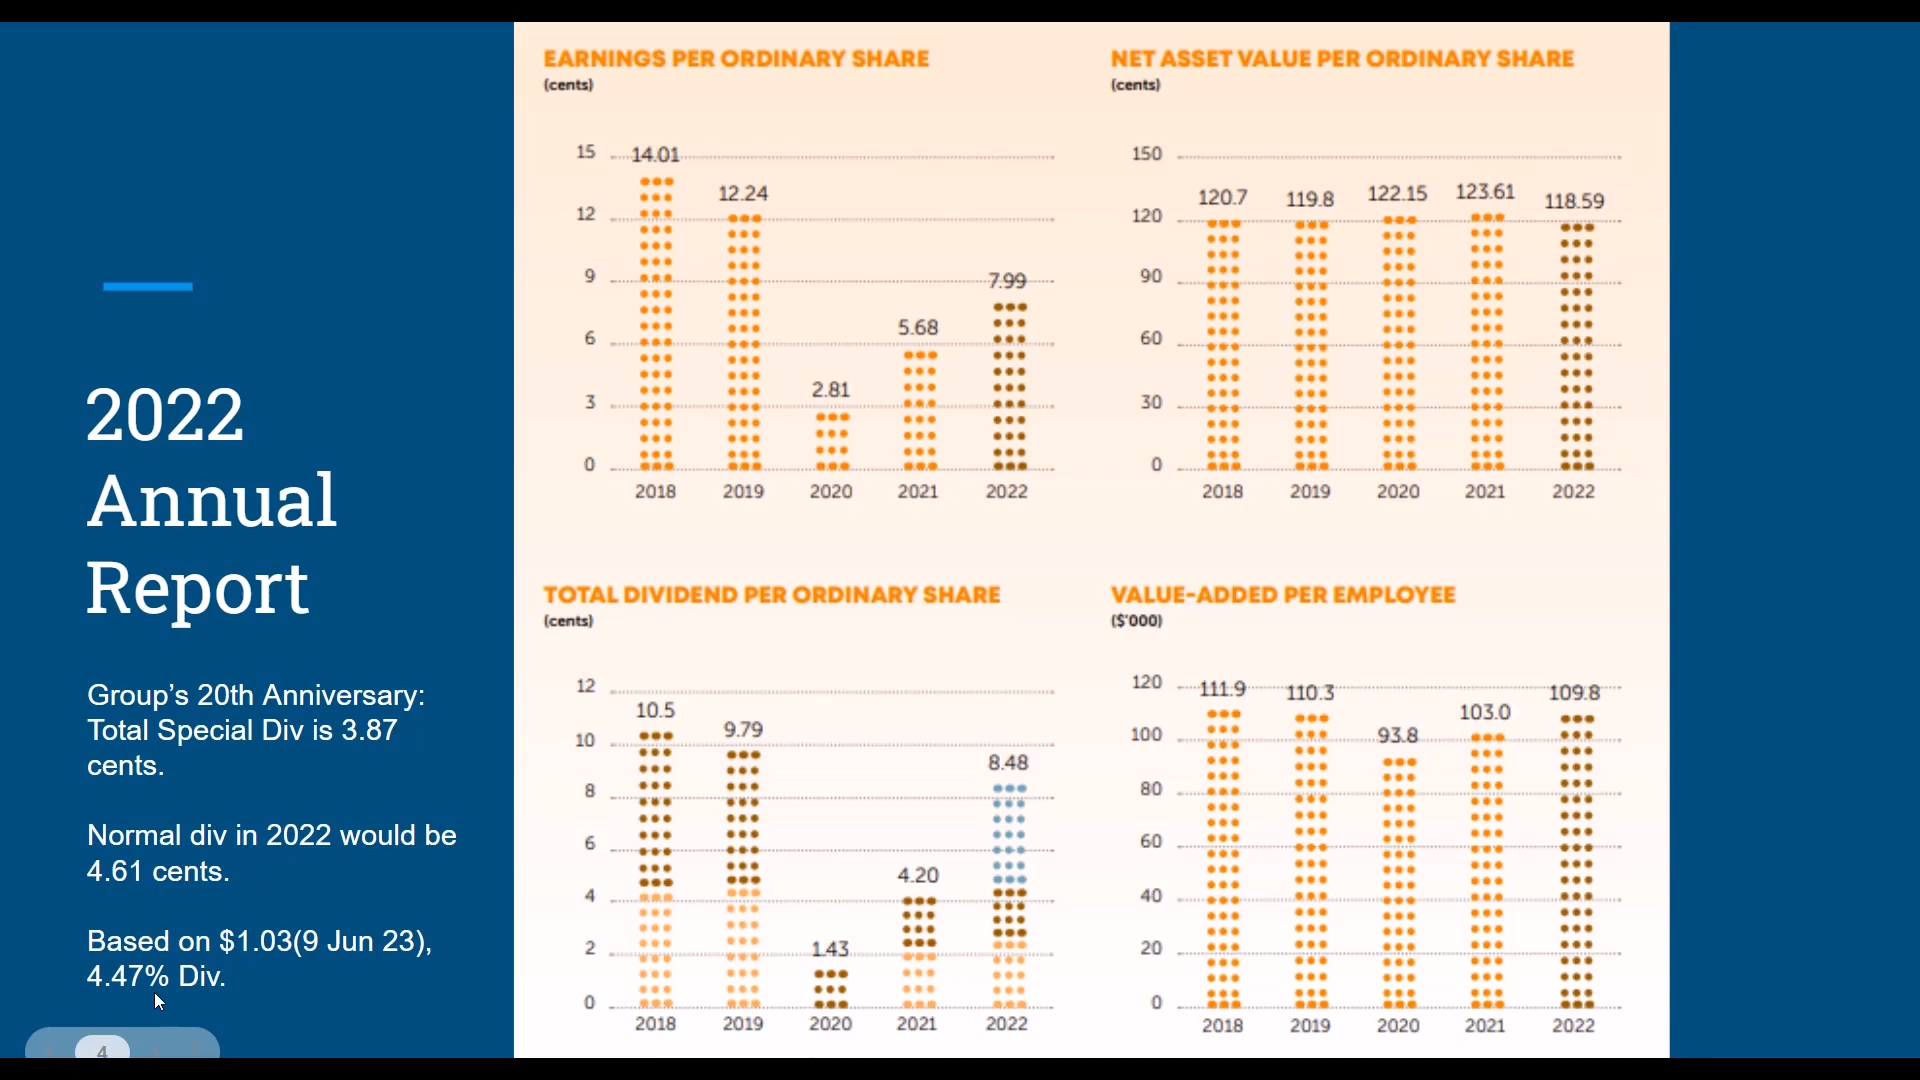 2022
Annual
Report
Group’s 20th Anniversary:
Total Special Div is 3.87
cents.
Normal div in 2022 would be
4.61 cents.
Based on $1.03(9 Jun 23),
4.47% Div.
4
EARNINGS PER ORDINARY SHARE
(cents)
15
12
9
6
3
0
14.01
12.24
2.81
5.68
7.99
2018 2019 2020 2021 2022
NET ASSET VALUE PER ORDINARY SHARE
(cents)
150
120
90
60
30
0
120.7
119.8
122.15
123.61
118.59
2018 2019 2020 2021 2022
TOTAL DIVIDEND PER ORDINARY SHARE
(cents)
12
10
8
6
4
2
0
10.5
9.79
1.43
4.20
8.48
2018 2019 2020 2021 2022
VALUE-ADDED PER EMPLOYEE
($'000)
120
100
80
60
40
20
0
111.9
110.3
93.8
103.0
109.8
2018 2019 2020 2021 2022